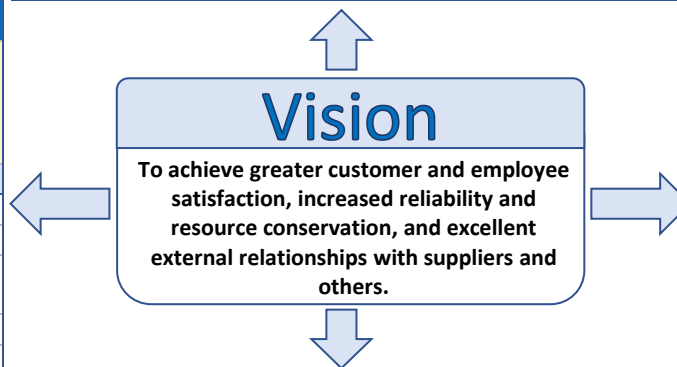 Vision
To achieve greater customer and employee
satisfaction, increased reliability and
resource conservation, and excellent
external relationships with suppliers and
others.